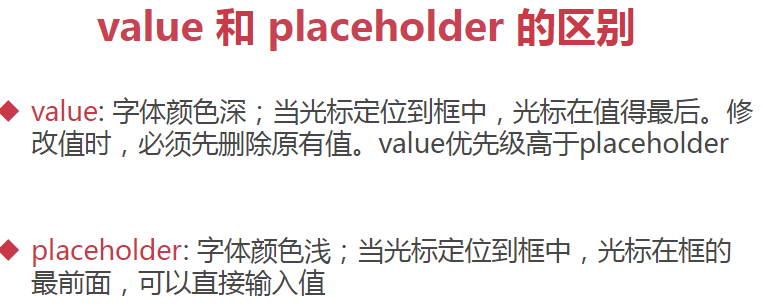 value 和 placeholder 的区别
◆ value: 字体颜色深；当光标定位到框中，光标在值得最后。修
改值时，必须先删除原有值。value优先级高于placeholder
◆ placeholder: 字体颜色浅；当光标定位到框中，光标在框的
最前面，可以直接输入值